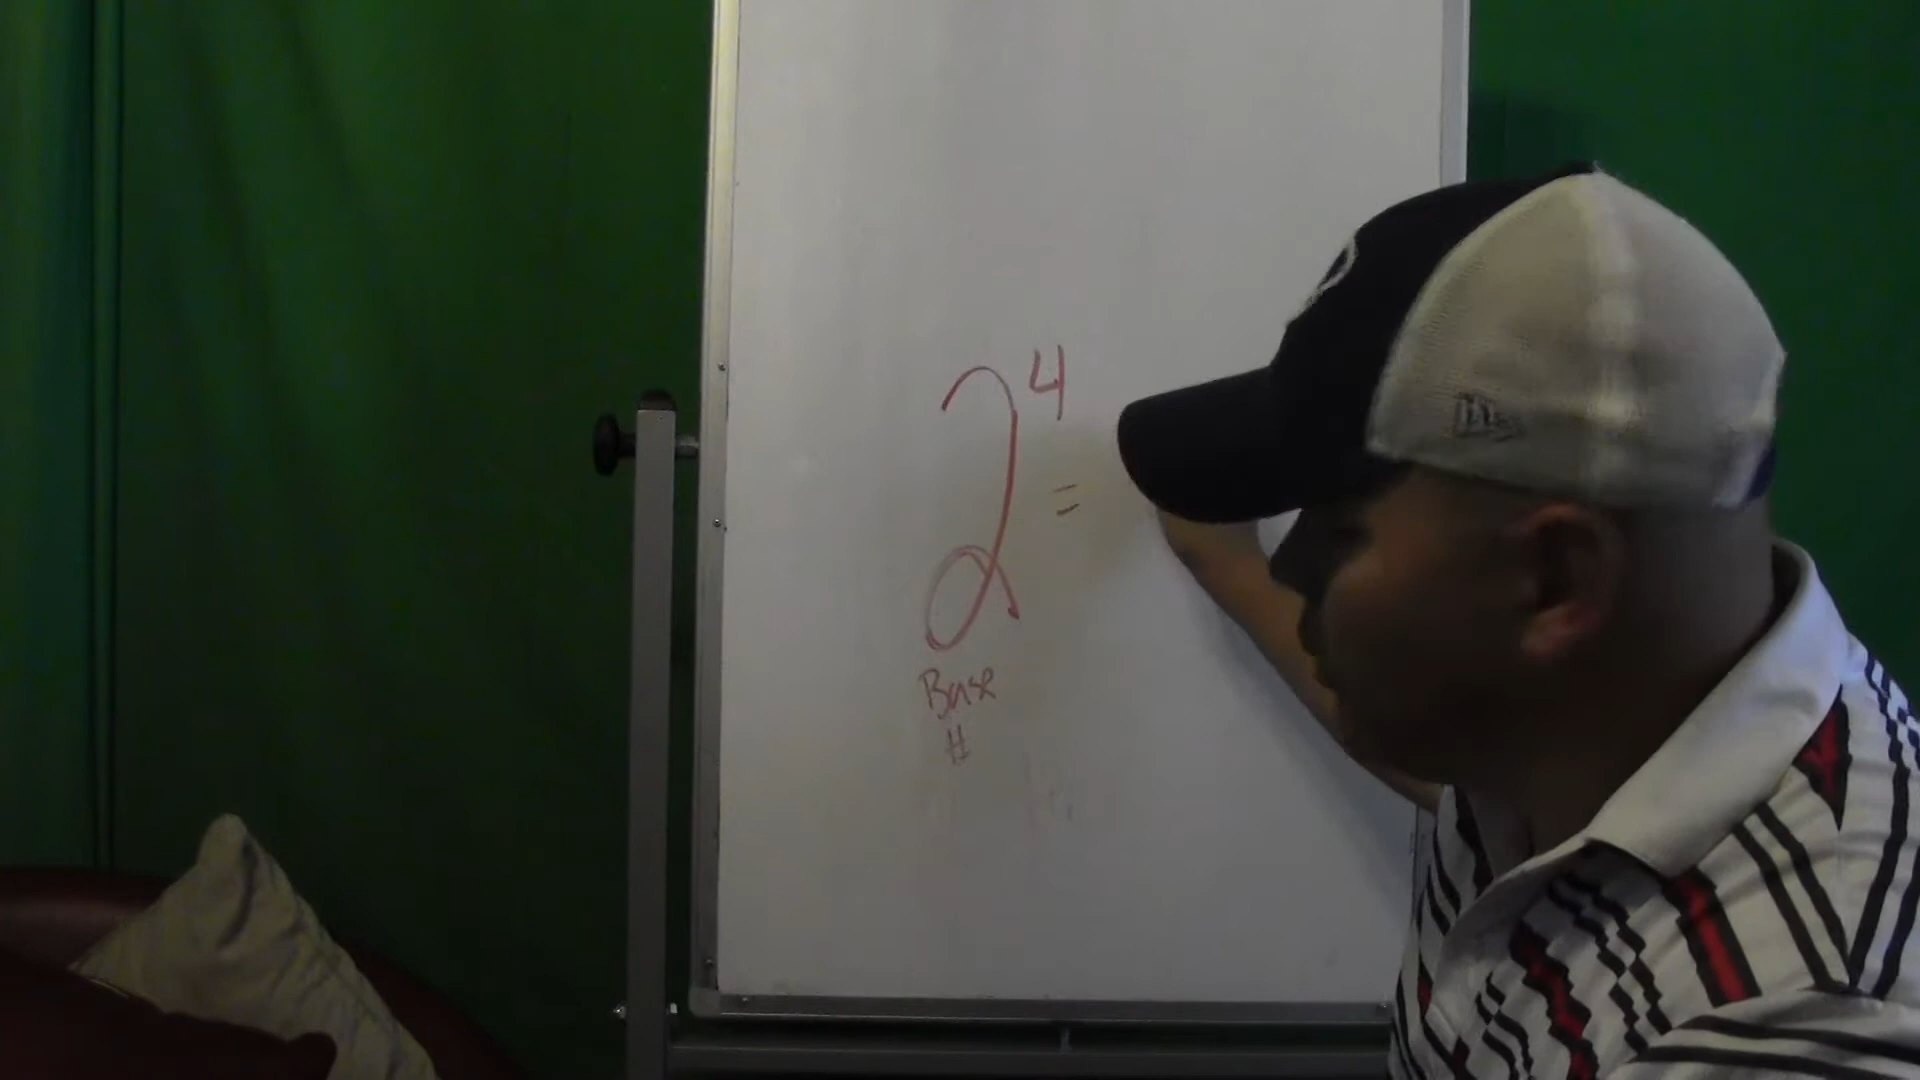 2⁴ =
Base
#